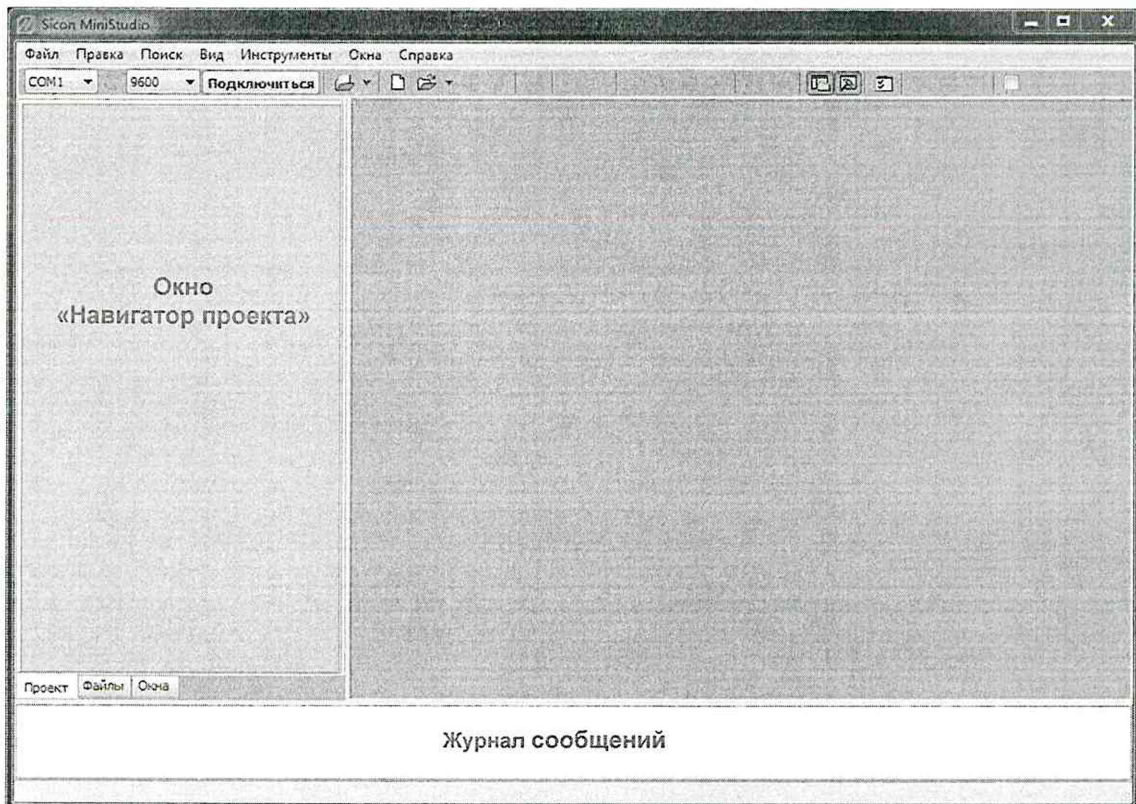 Sicon MiniStudio
Файл Правка Поиск Вид Инструменты Окна Справка
COM1 9600 Подключиться
Окно
«Навигатор проекта»
Проект Файлы Окна
Журнал сообщений